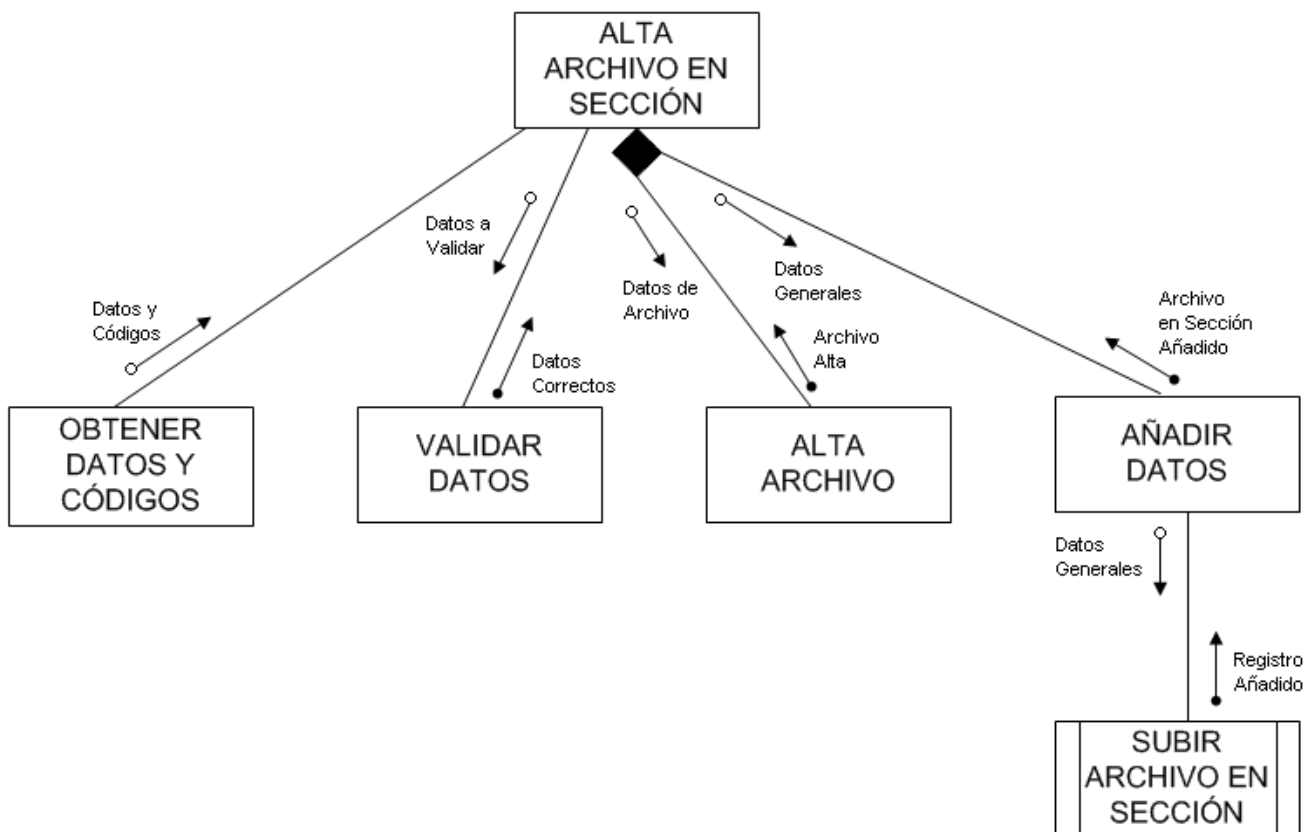 ALTA
ARCHIVO EN
SECCIÓN
Datos a
Validar
Datos de
Archivo
Datos
Generales
Datos y
Códigos
Datos
Correctos
Archivo
Alta
Archivo
en Sección
Añadido
OBTENER
DATOS Y
CÓDIGOS
VALIDAR
DATOS
ALTA
ARCHIVO
AÑADIR
DATOS
Datos
Generales
Registro
Añadido
SUBIR
ARCHIVO EN
SECCIÓN